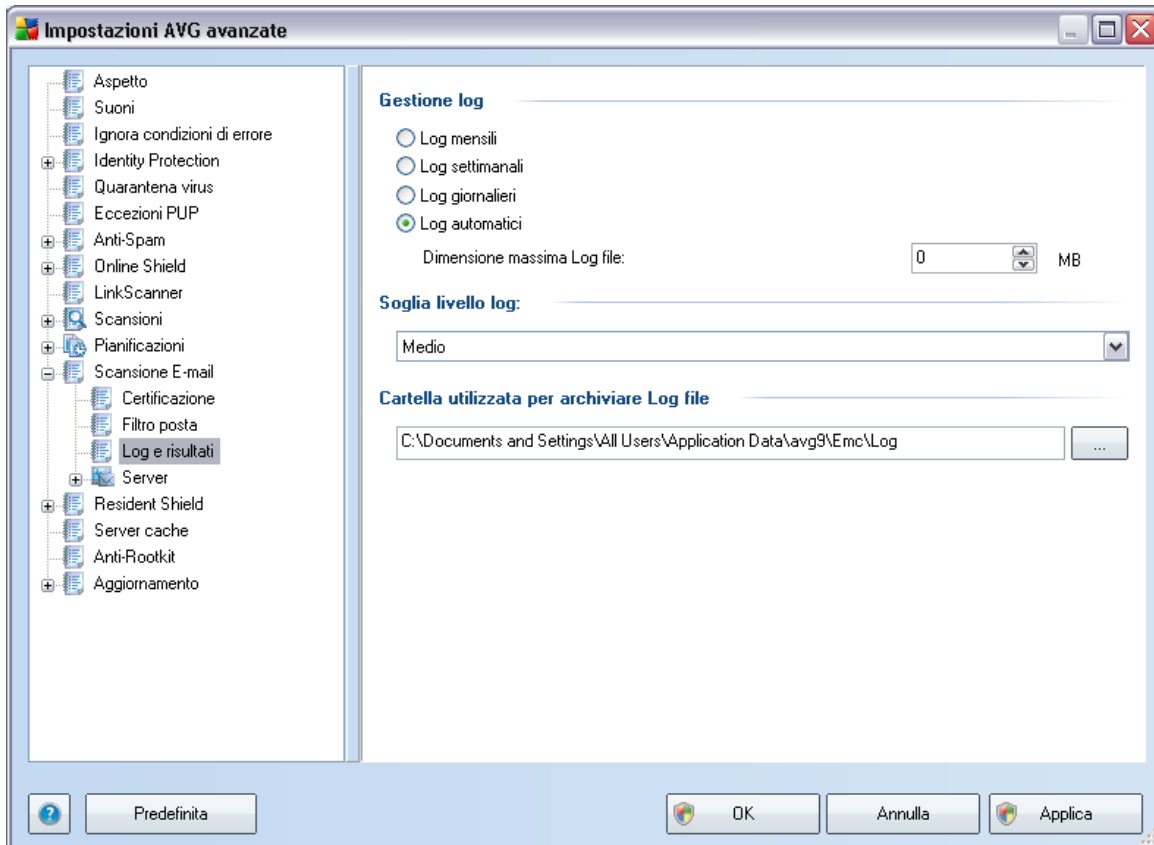 Impostazioni AVG avanzate
Aspetto
Suoni
Ignora condizioni di errore
Identity Protection
Quarantena virus
Eccezioni PUP
Anti-Spam
Online Shield
LinkScanner
Scansioni
Pianificazioni
Scansione E-mail
Certificazione
Filtro posta
Log e risultati
Server
Resident Shield
Server cache
Anti-Rootkit
Aggiornamento
Gestione log
Log mensili
Log settimanali
Log giornalieri
Log automatici
Dimensione massima Log file: 0 MB
Soglia livello log:
Medio
Cartella utilizzata per archiviare Log file
C:\Documents and Settings\All Users\Application Data\avg9\Emc\Log ...
? Predefinita OK Annulla Applica